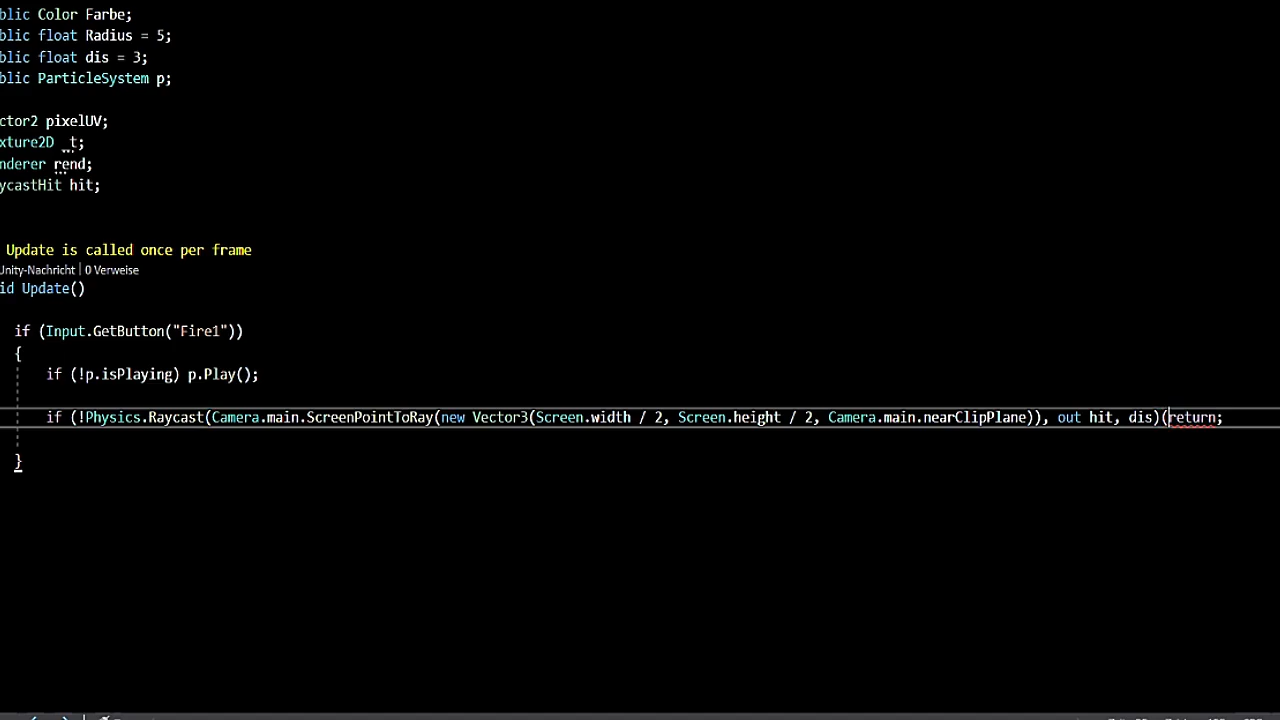 blic Color Farbe;
blic float Radius = 5;
blic float dis = 3;
blic ParticleSystem p;
ctor2 pixelUV;
xture2D _t;
nderer rend;
ycastHit hit;
Update is called once per frame
Unity-Nachricht | 0 Verweise
id Update()
if (Input.GetButton("Fire1"))
{
if (!p.isPlaying) p.Play();
if (!Physics.Raycast(Camera.main.ScreenPointToRay(new Vector3(Screen.width / 2, Screen.height / 2, Camera.main.nearClipPlane)), out hit, dis)(return;
}